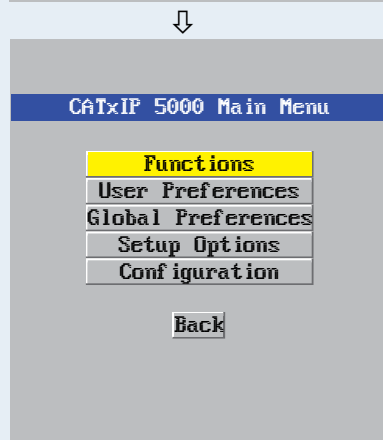 CATxIP 5000 Main Menu
Functions
User Preferences
Global Preferences
Setup Options
Configuration
Back